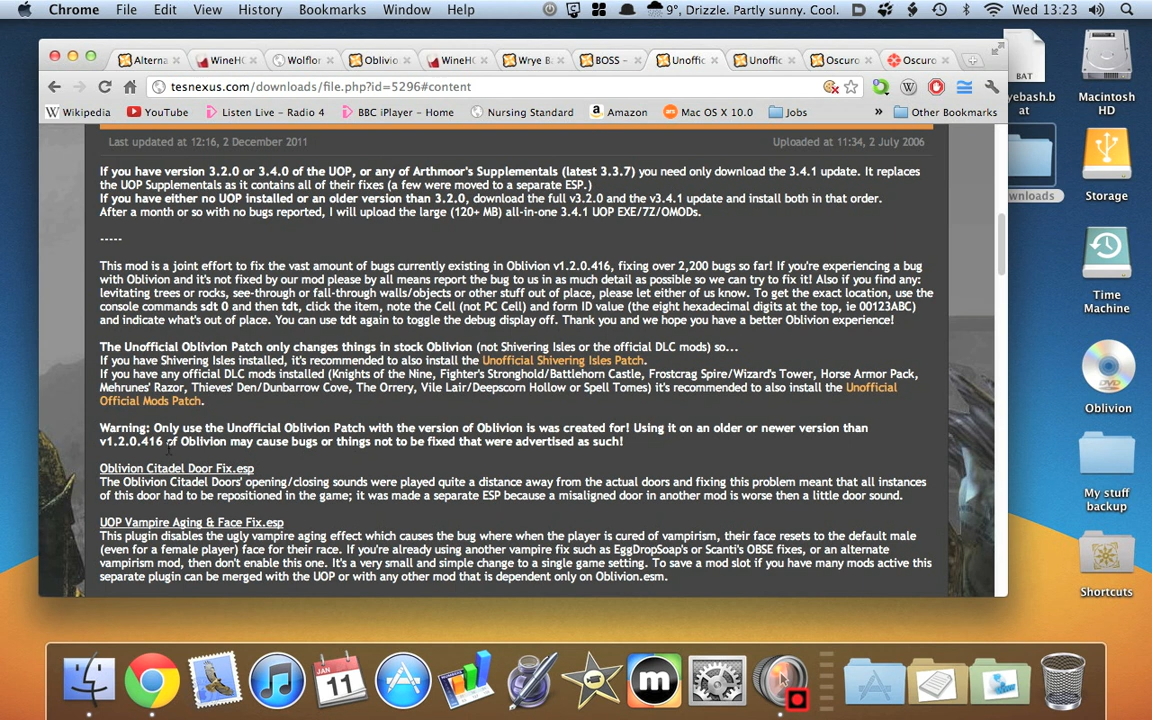 Chrome File Edit View History Bookmarks Window Help 9°, Drizzle. Partly sunny. Cool. Wed 13:23
Alterna WineHC Wolflor Oblivio WineHC Wrye B BOSS – Unoffic Unoffic Oscuro Oscuro
tesnexus.com/downloads/file.php?id=5296#content
Wikipedia YouTube Listen Live – Radio 4 BBC iPlayer – Home Nursing Standard Amazon Mac OS X 10.0 Jobs » Other Bookmarks
Last updated at 12:16, 2 December 2011 Uploaded at 11:34, 2 July 2006
If you have version 3.2.0 or 3.4.0 of the UOP, or any of Arthmoor's Supplementals (latest 3.3.7) you need only download the 3.4.1 update. It replaces
the UOP Supplementals as it contains all of their fixes (a few were moved to a separate ESP.)
If you have either no UOP installed or an older version than 3.2.0, download the full v3.2.0 and the v3.4.1 update and install both in that order.
After a month or so with no bugs reported, I will upload the large (120+ MB) all-in-one 3.4.1 UOP EXE/7Z/OMODs.
-----
This mod is a joint effort to fix the vast amount of bugs currently existing in Oblivion v1.2.0.416, fixing over 2,200 bugs so far! If you're experiencing a bug
with Oblivion and it's not fixed by our mod please by all means report the bug to us in as much detail as possible so we can try to fix it! Also if you find any:
levitating trees or rocks, see-through or fall-through walls/objects or other stuff out of place, please let either of us know. To get the exact location, use the
console commands sdt 0 and then tdt, click the item, note the Cell (not PC Cell) and form ID value (the eight hexadecimal digits at the top, ie 00123ABC)
and indicate what's out of place. You can use tdt again to toggle the debug display off. Thank you and we hope you have a better Oblivion experience!
The Unofficial Oblivion Patch only changes things in stock Oblivion (not Shivering Isles or the official DLC mods) so...
If you have Shivering Isles installed, it's recommended to also install the Unofficial Shivering Isles Patch.
If you have any official DLC mods installed (Knights of the Nine, Fighter's Stronghold/Battlehorn Castle, Frostcrag Spire/Wizard's Tower, Horse Armor Pack,
Mehrunes' Razor, Thieves' Den/Dunbarrow Cove, The Orrery, Vile Lair/Deepscorn Hollow or Spell Tomes) it's recommended to also install the Unofficial
Official Mods Patch.
Warning: Only use the Unofficial Oblivion Patch with the version of Oblivion is was created for! Using it on an older or newer version than
v1.2.0.416 of Oblivion may cause bugs or things not to be fixed that were advertised as such!
Oblivion Citadel Door Fix.esp
The Oblivion Citadel Doors' opening/closing sounds were played quite a distance away from the actual doors and fixing this problem meant that all instances
of this door had to be repositioned in the game; it was made a separate ESP because a misaligned door in another mod is worse then a little door sound.
UOP Vampire Aging & Face Fix.esp
This plugin disables the ugly vampire aging effect which causes the bug where when the player is cured of vampirism, their face resets to the default male
(even for a female player) face for their race. If you're already using another vampire fix such as EggDropSoap's or Scanti's OBSE fixes, or an alternate
vampirism mod, then don't enable this one. It's a very small and simple change to a single game setting. To save a mod slot if you have many mods active this
separate plugin can be merged with the UOP or with any other mod that is dependent only on Oblivion.esm.
BAT
yebash.b
at
wnloads
Macintosh
HD
Storage
Time
Machine
DVD
Oblivion
My stuff
backup
Shortcuts
JAN
11
m